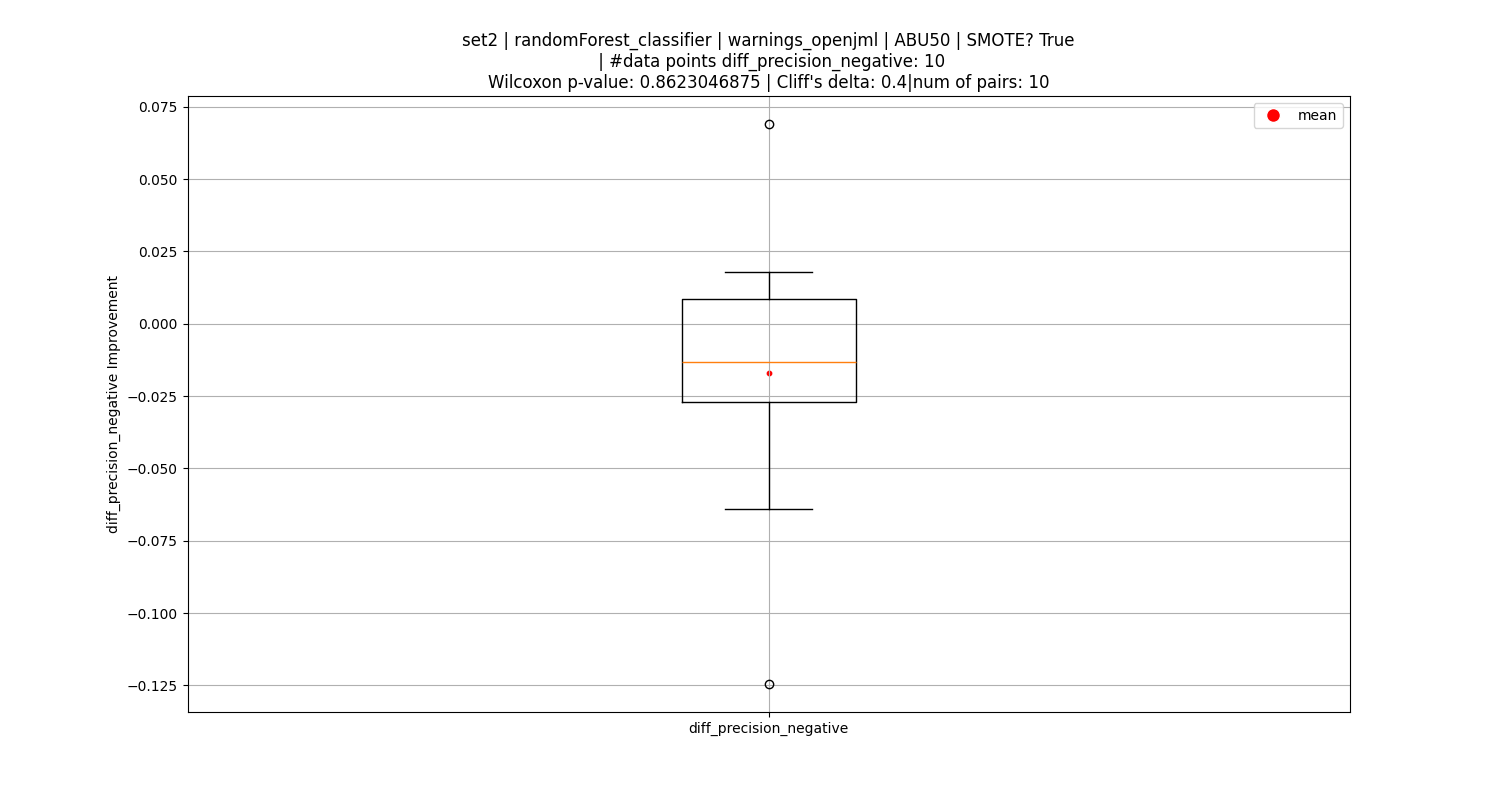 set2 | randomForest_classifier | warnings_openjml | ABU50 | SMOTE? True
| #data points diff_precision_negative: 10
Wilcoxon p-value: 0.8623046875 | Cliff's delta: 0.4|num of pairs: 10
mean
0.075
0.050
0.025
0.000
−0.025
−0.050
−0.075
−0.100
−0.125
diff_precision_negative Improvement
diff_precision_negative